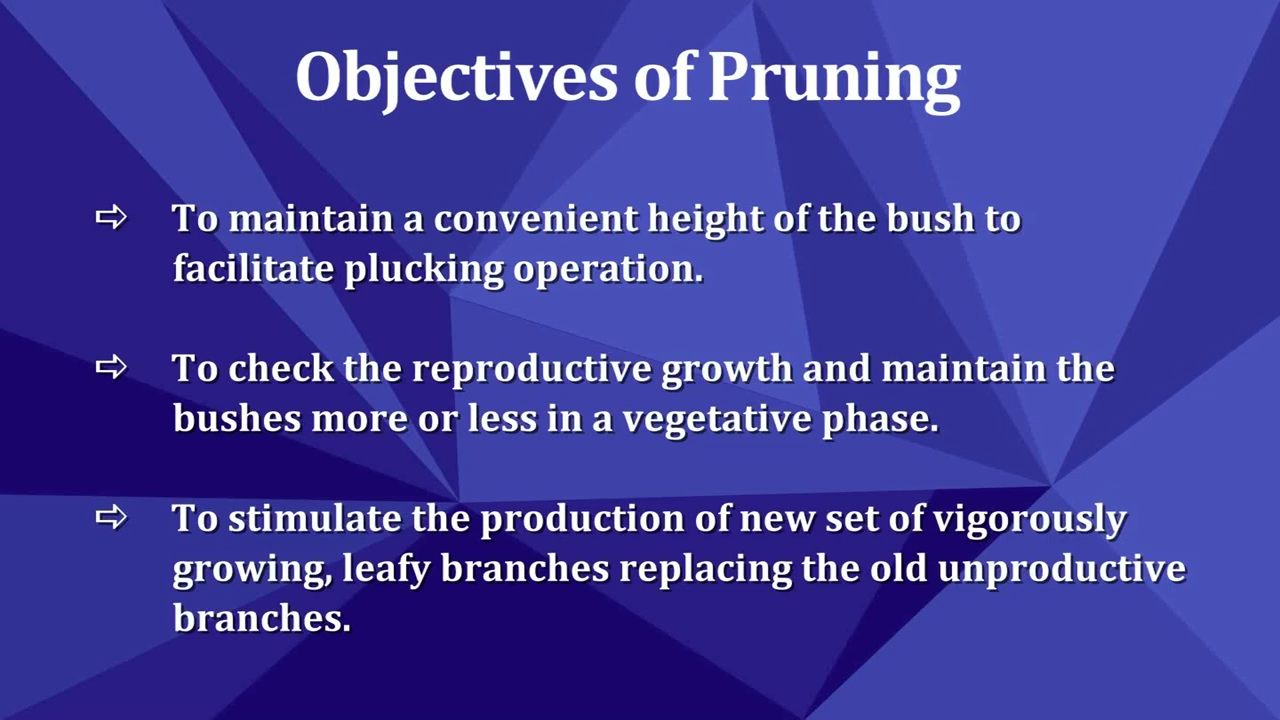 Objectives of Pruning
⇨ To maintain a convenient height of the bush to
facilitate plucking operation.
⇨ To check the reproductive growth and maintain the
bushes more or less in a vegetative phase.
⇨ To stimulate the production of new set of vigorously
growing, leafy branches replacing the old unproductive
branches.